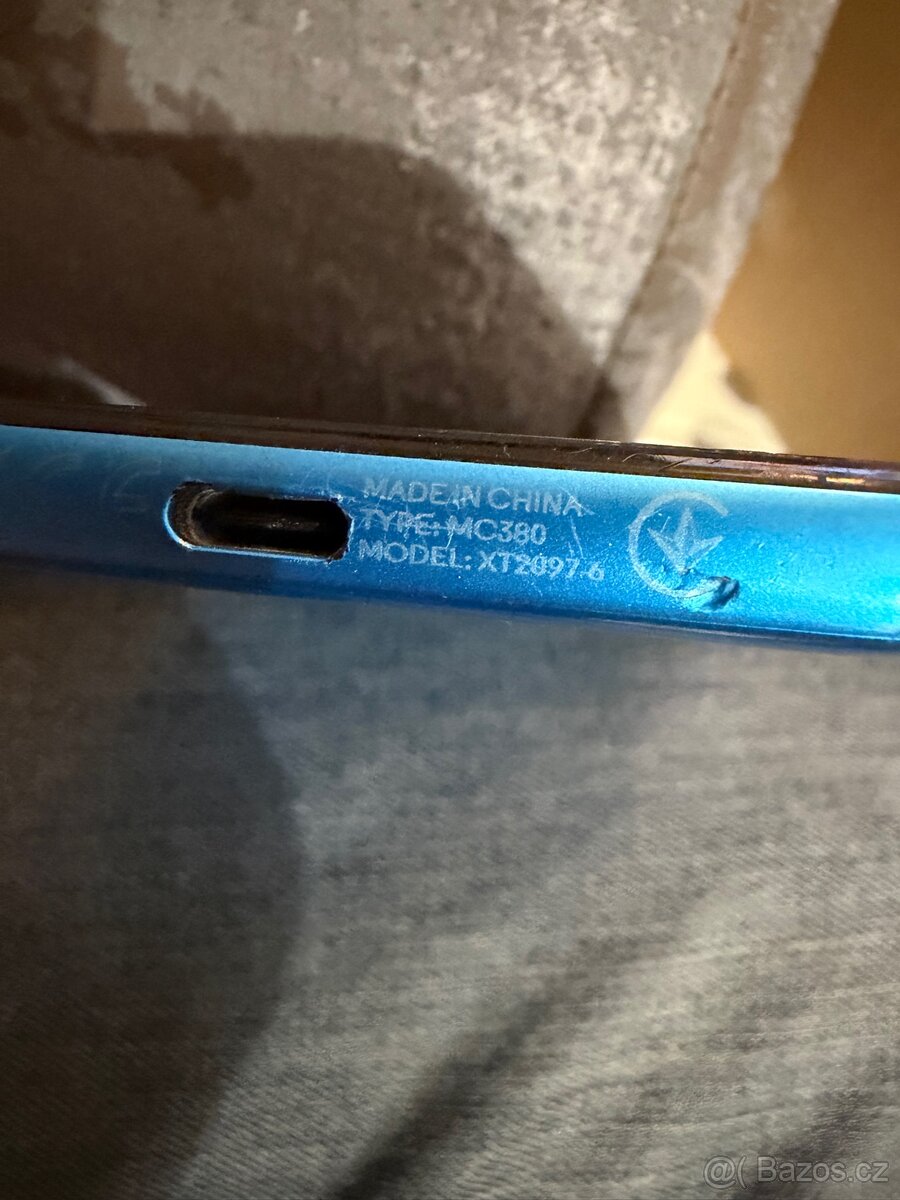 MADE IN CHINA
TYPE: MC380
MODEL: XT2097-6
@( Bazos.cz